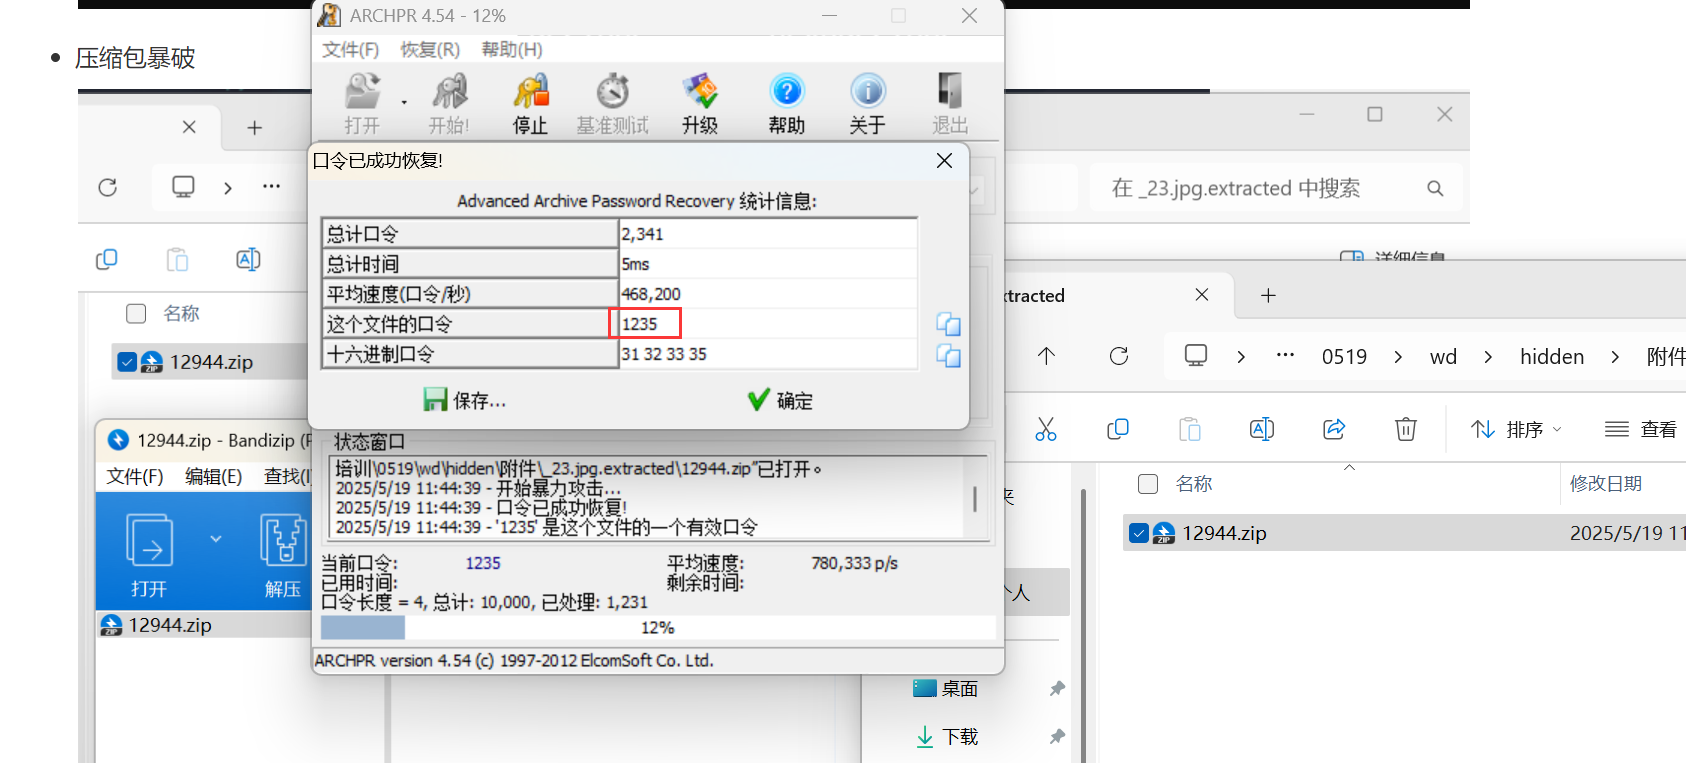 压缩包暴破
ARCHPR 4.54 - 12%
文件(F) 恢复(R) 帮助(H)
打开 开始! 停止 基准测试 升级 帮助 关于 退出
口令已成功恢复!
Advanced Archive Password Recovery 统计信息:
总计口令 2,341
总计时间 5ms
平均速度(口令/秒) 468,200
这个文件的口令 1235
十六进制口令 31 32 33 35
保存... 确定
状态窗口
培训\0519\wd\hidden\附件\_23.jpg.extracted\12944.zip"已打开。
2025/5/19 11:44:39 - 开始暴力攻击...
2025/5/19 11:44:39 - 口令已成功恢复!
2025/5/19 11:44:39 - '1235' 是这个文件的一个有效口令
当前口令: 1235 平均速度: 780,333 p/s
已用时间: 剩余时间:
口令长度 = 4, 总计: 10,000, 已处理: 1,231
12%
ARCHPR version 4.54 (c) 1997-2012 ElcomSoft Co. Ltd.
在 _23.jpg.extracted 中搜索
详细信息
名称
12944.zip
12944.zip - Bandizip (
文件(F) 编辑(E) 查找(
打开 解压
12944.zip
xtracted
0519 wd hidden 附件
排序 查看
名称 修改日期
12944.zip 2025/5/19 11
人
桌面
下载